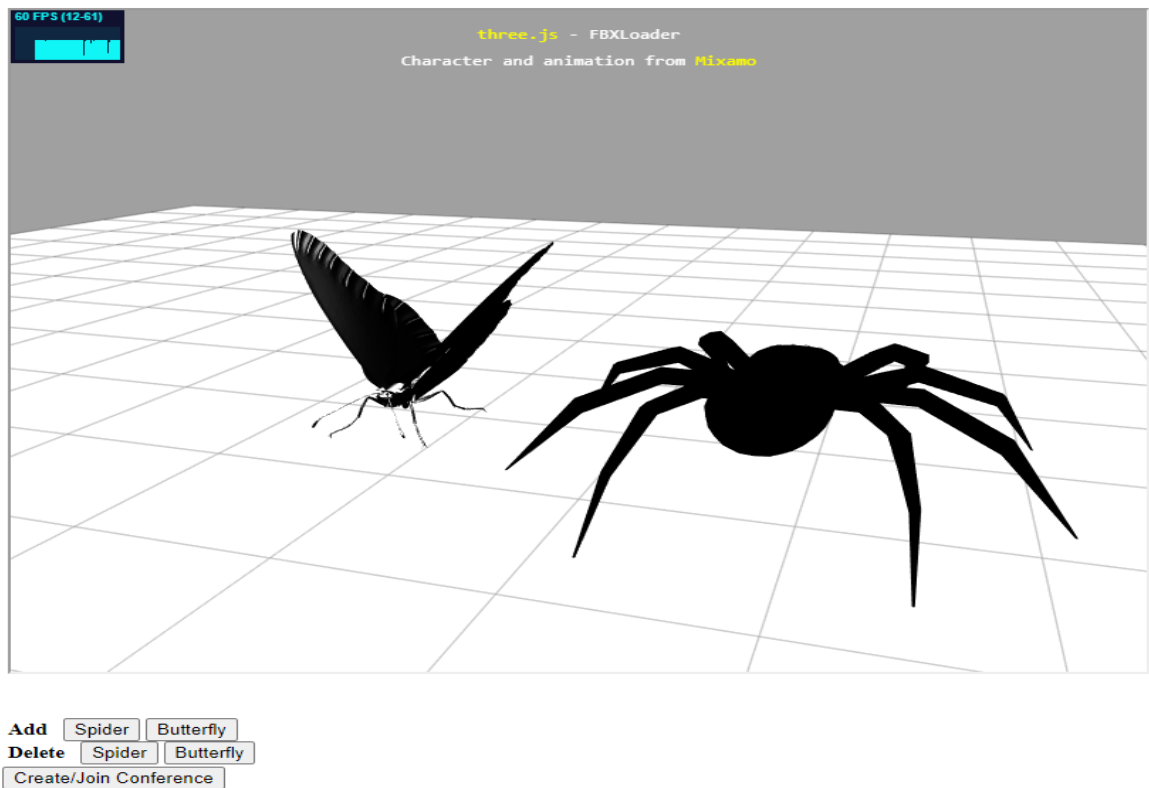 60 FPS (12-61)
three.js - FBXLoader
Character and animation from Mixamo
Add Spider Butterfly
Delete Spider Butterfly
Create/Join Conference